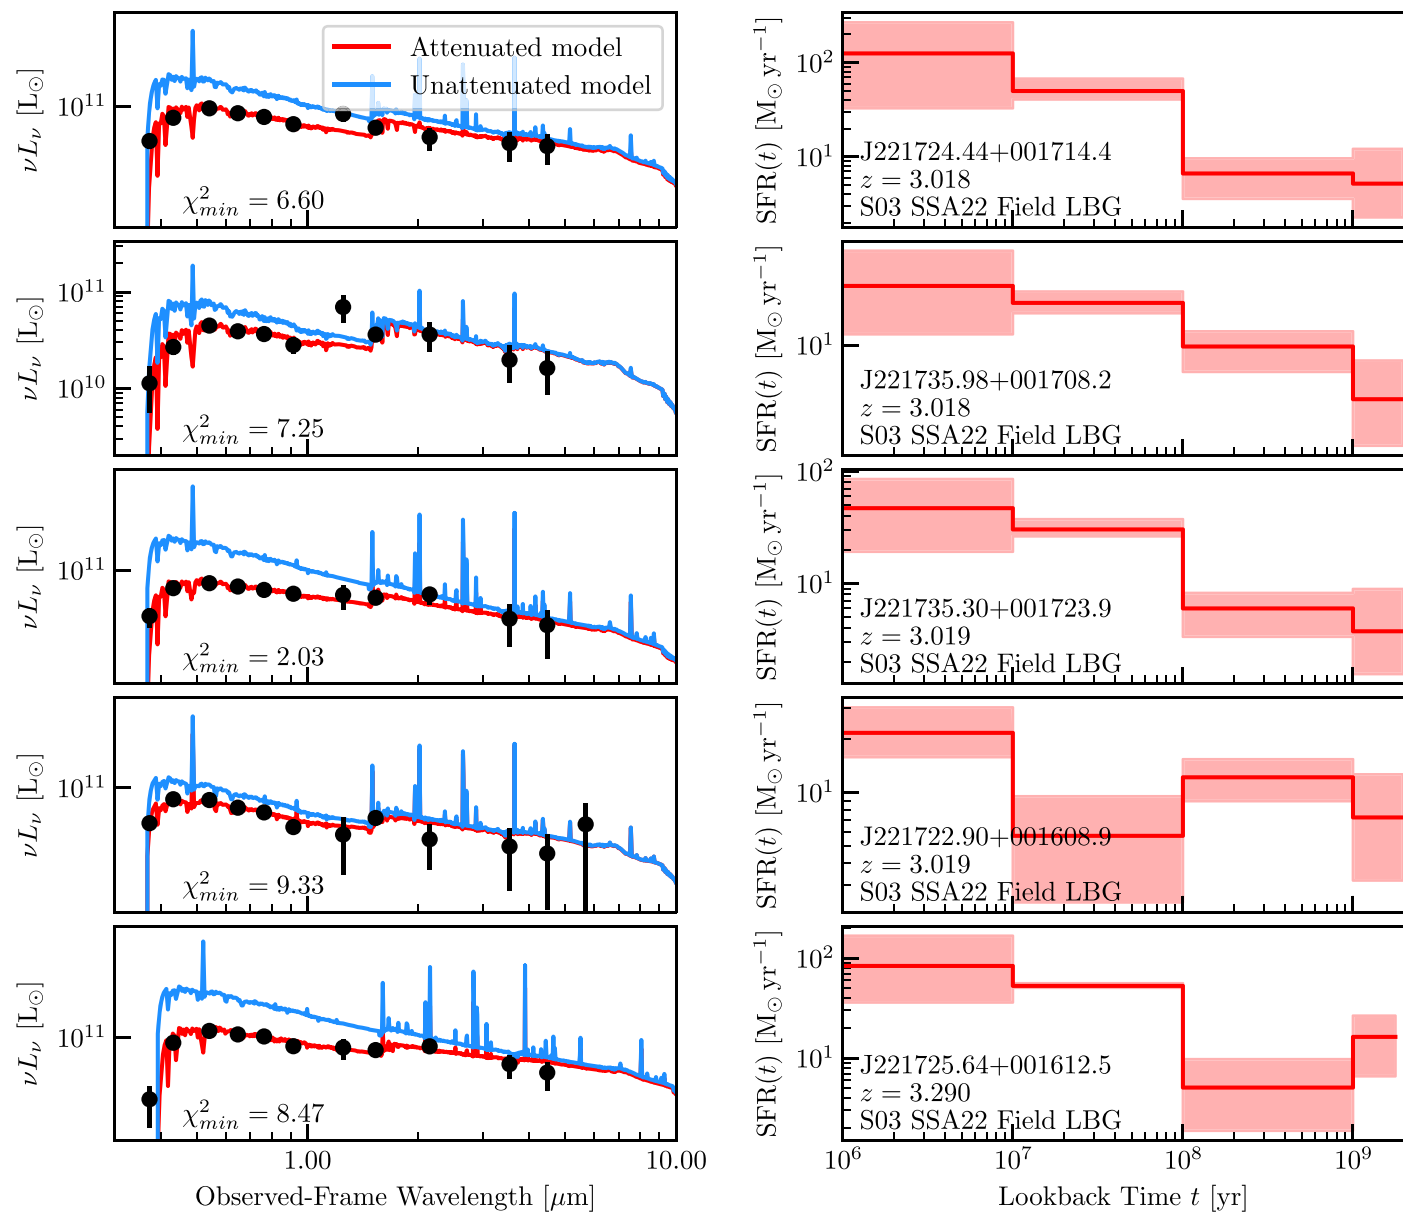 νL_ν [L_⊙]
10^11
Attenuated model
Unattenuated model
χ²_min = 6.60
SFR(t) [M_⊙ yr⁻¹]
10^2
10^1
J221724.44+001714.4
z = 3.018
S03 SSA22 Field LBG
νL_ν [L_⊙]
10^11
10^10
χ²_min = 7.25
SFR(t) [M_⊙ yr⁻¹]
10^1
J221735.98+001708.2
z = 3.018
S03 SSA22 Field LBG
νL_ν [L_⊙]
10^11
χ²_min = 2.03
SFR(t) [M_⊙ yr⁻¹]
10^2
10^1
J221735.30+001723.9
z = 3.019
S03 SSA22 Field LBG
νL_ν [L_⊙]
10^11
χ²_min = 9.33
SFR(t) [M_⊙ yr⁻¹]
10^1
J221722.90+001608.9
z = 3.019
S03 SSA22 Field LBG
νL_ν [L_⊙]
10^11
χ²_min = 8.47
SFR(t) [M_⊙ yr⁻¹]
10^2
10^1
J221725.64+001612.5
z = 3.290
S03 SSA22 Field LBG
1.00 10.00
Observed-Frame Wavelength [μm]
10^6 10^7 10^8 10^9
Lookback Time t [yr]